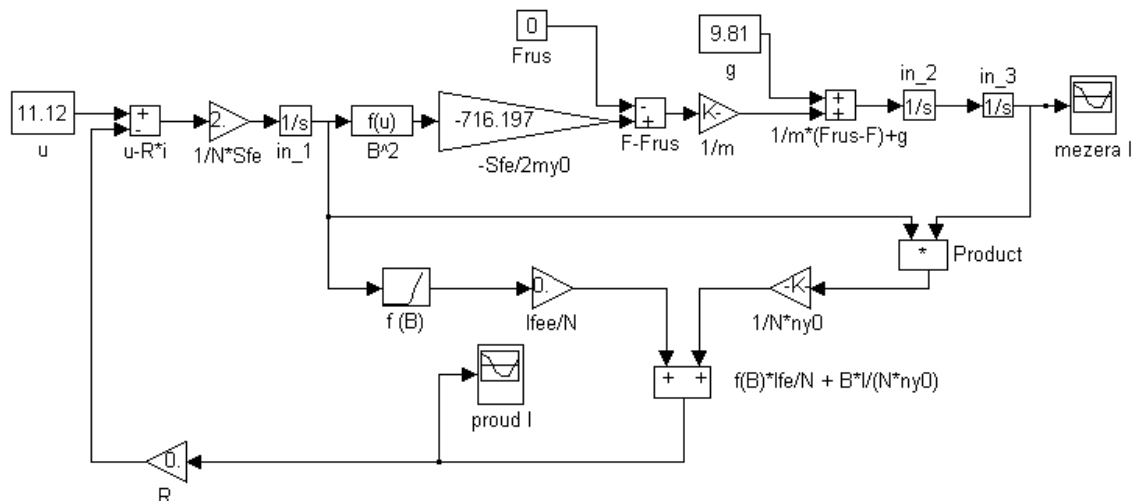 0
Frus
9.81
g
11.12
u
+
-
u-R*i
2.
1/N*Sfe
1/s
in_1
f(u)
B^2
-716.197
-Sfe/2my0
-
+
F-Frus
K-
1/m
+
+
1/m*(Frus-F)+g
in_2
1/s
in_3
1/s
mezera l
*
Product
f (B)
0.
lfee/N
-K-
1/N*ny0
+ +
f(B)*lfe/N + B*l/(N*ny0)
proud I
0.
R